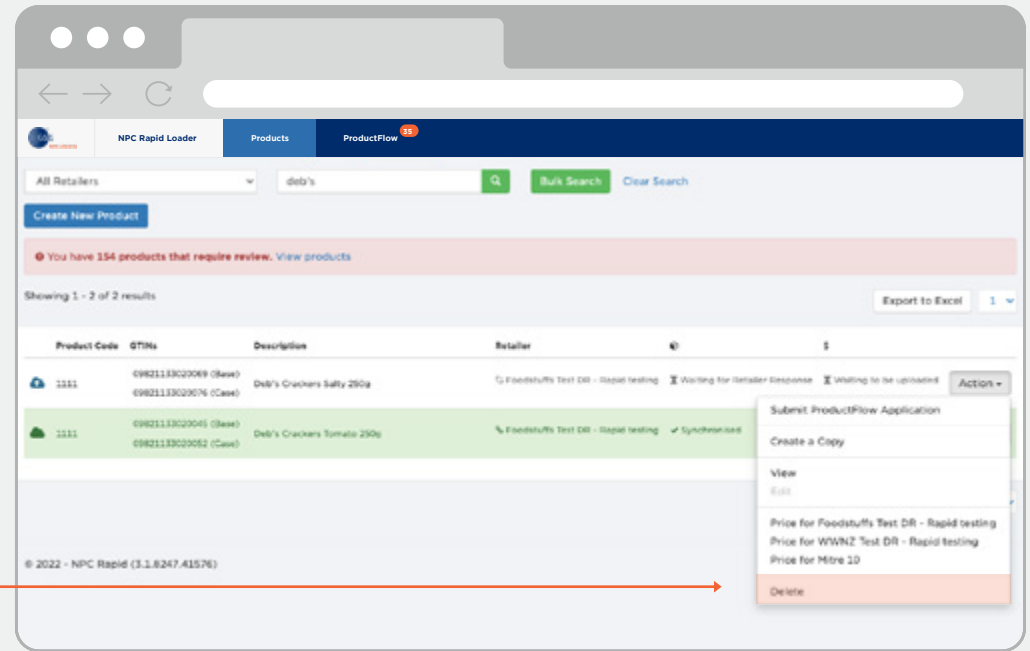 NPC Rapid Loader Products ProductFlow 35
All Retailers deb's Bulk Search Clear Search
Create New Product
You have 154 products that require review. View products
Showing 1 - 2 of 2 results
Export to Excel 1
Product Code GTINs Description Retailer $
1111 09821133020069 (Base) Deb's Crackers Salty 250g Foodstuffs Test DR - Rapid testing Waiting for Retailer Response Waiting to be uploaded Action
09821133020076 (Case)
1111 09821133020045 (Base) Deb's Crackers Tomato 250g Foodstuffs Test DR - Rapid testing Synchronised
09821133020052 (Case)
Submit ProductFlow Application
Create a Copy
View
Edit
Price for Foodstuffs Test DR - Rapid testing
Price for WWNZ Test DR - Rapid testing
Price for Mitre 10
Delete
© 2022 - NPC Rapid (3.1.8247.41576)